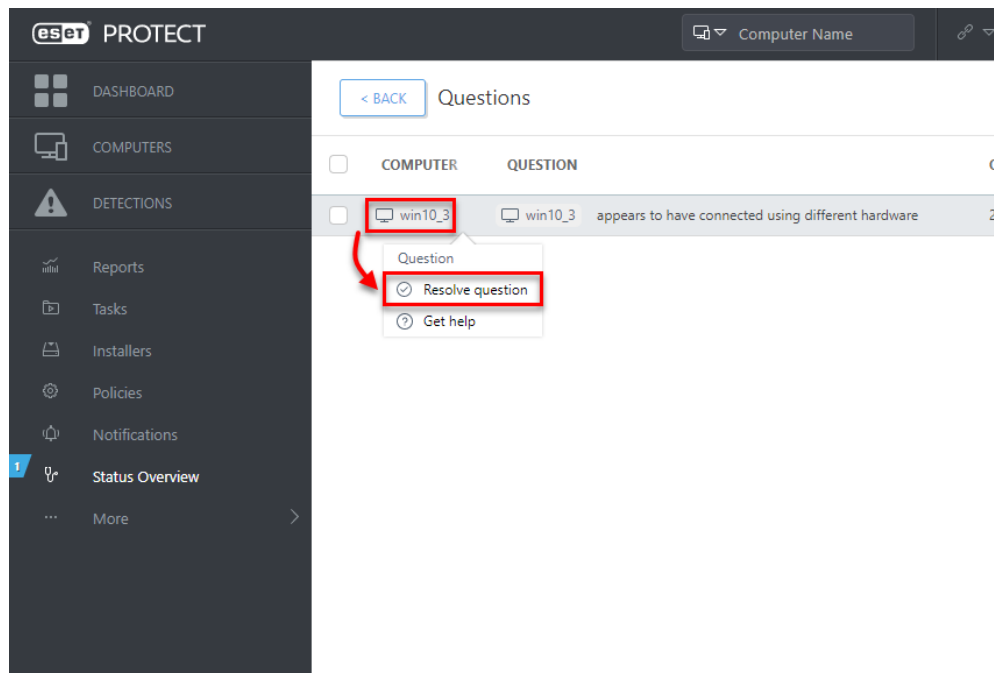 eset PROTECT
Computer Name
DASHBOARD
COMPUTERS
DETECTIONS
Reports
Tasks
Installers
Policies
Notifications
1
Status Overview
More
< BACK
Questions
COMPUTER QUESTION
win10_3 win10_3 appears to have connected using different hardware
Question
Resolve question
Get help